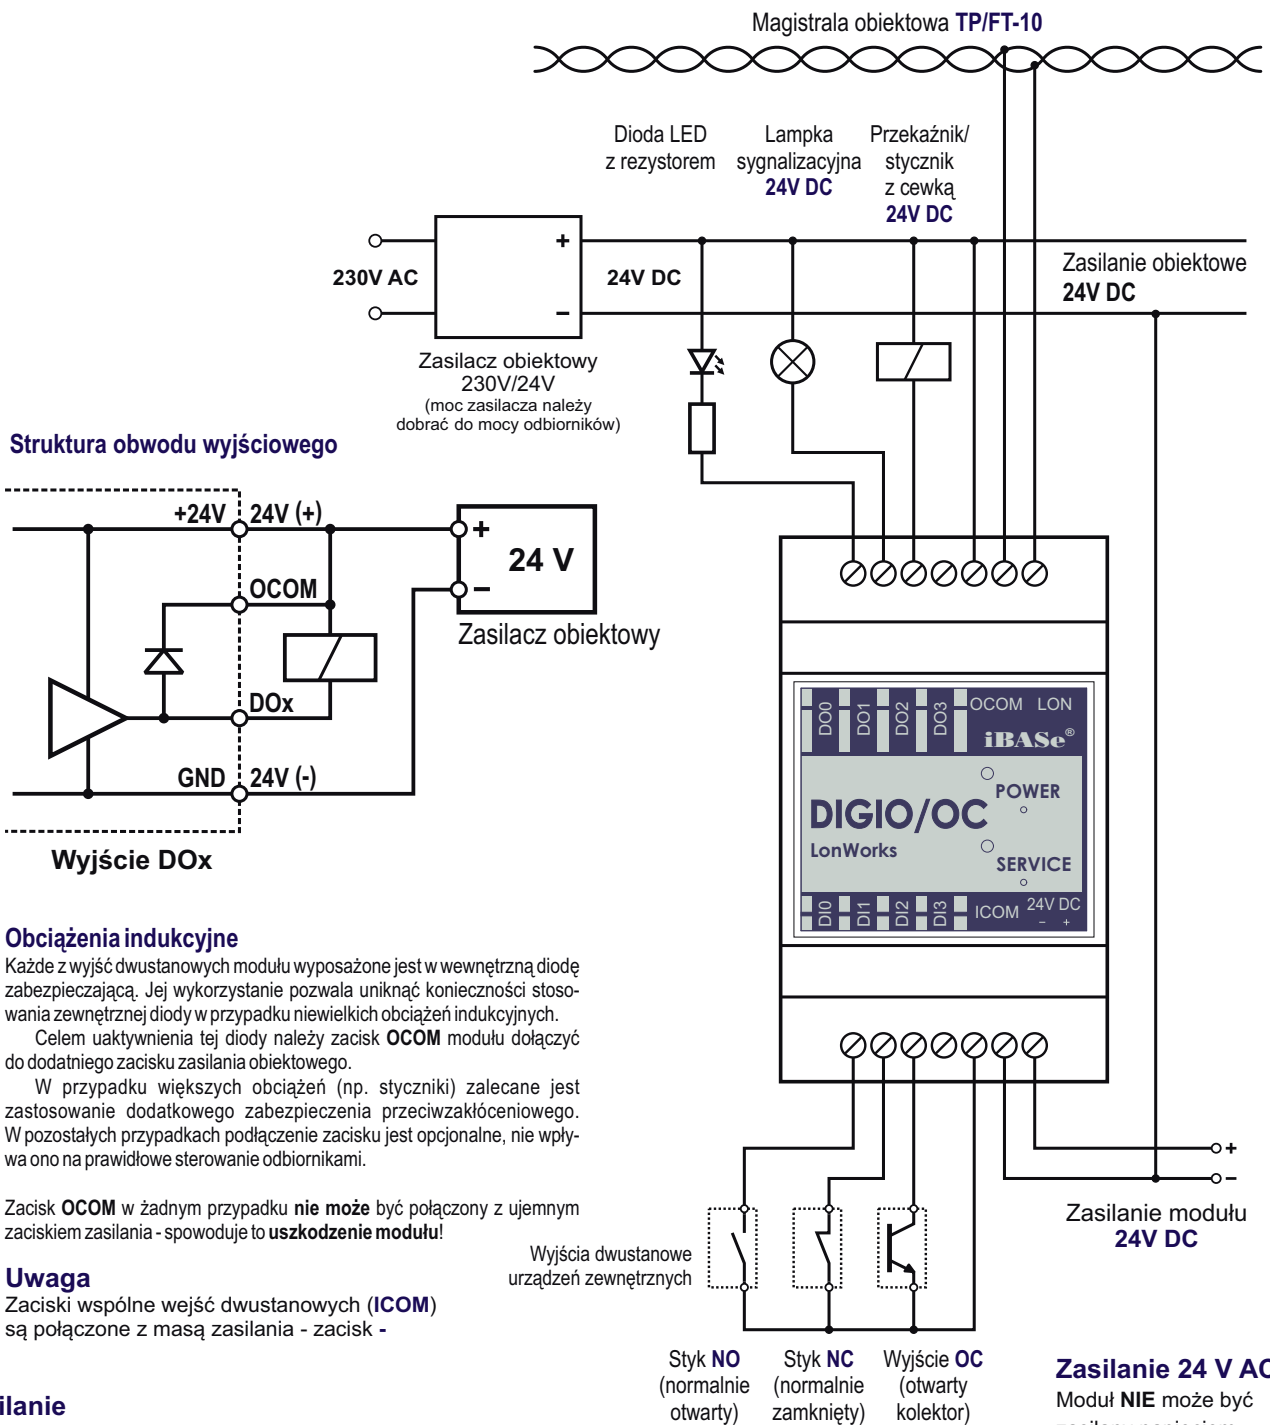 Magistrala obiektowa TP/FT-10
Dioda LED
z rezystorem
Lampka
sygnalizacyjna
24V DC
Przekaźnik/
stycznik
z cewką
24V DC
230V AC
+
−
24V DC
Zasilanie obiektowe
24V DC
Zasilacz obiektowy
230V/24V
(moc zasilacza należy
dobrać do mocy odbiorników)
Struktura obwodu wyjściowego
+24V
24V (+)
OCOM
DOx
GND
24V (-)
+
24 V
−
Zasilacz obiektowy
Wyjście DOx
DO0
DO1
DO2
DO3
OCOM
LON
iBASe®
POWER
DIGIO/OC
LonWorks
SERVICE
DI0
DI1
DI2
DI3
ICOM
24V DC
− +
Obciążenia indukcyjne
Każde z wyjść dwustanowych modułu wyposażone jest w wewnętrzną diodę
zabezpieczającą. Jej wykorzystanie pozwala uniknąć konieczności stoso-
wania zewnętrznej diody w przypadku niewielkich obciążeń indukcyjnych.
Celem uaktywnienia tej diody należy zacisk OCOM modułu dołączyć
do dodatniego zacisku zasilania obiektowego.
W przypadku większych obciążeń (np. styczniki) zalecane jest
zastosowanie dodatkowego zabezpieczenia przeciwzakłóceniowego.
W pozostałych przypadkach podłączenie zacisku jest opcjonalne, nie wpły-
wa ono na prawidłowe sterowanie odbiornikami.
Zacisk OCOM w żadnym przypadku nie może być połączony z ujemnym
zaciskiem zasilania - spowoduje to uszkodzenie modułu!
Uwaga
Zaciski wspólne wejść dwustanowych (ICOM)
są połączone z masą zasilania - zacisk -
+
−
Zasilanie modułu
24V DC
Wyjścia dwustanowe
urządzeń zewnętrznych
Styk NO
(normalnie
otwarty)
Styk NC
(normalnie
zamknięty)
Wyjście OC
(otwarty
kolektor)
Zasilanie 24 V AC
Moduł NIE może być
ilanie